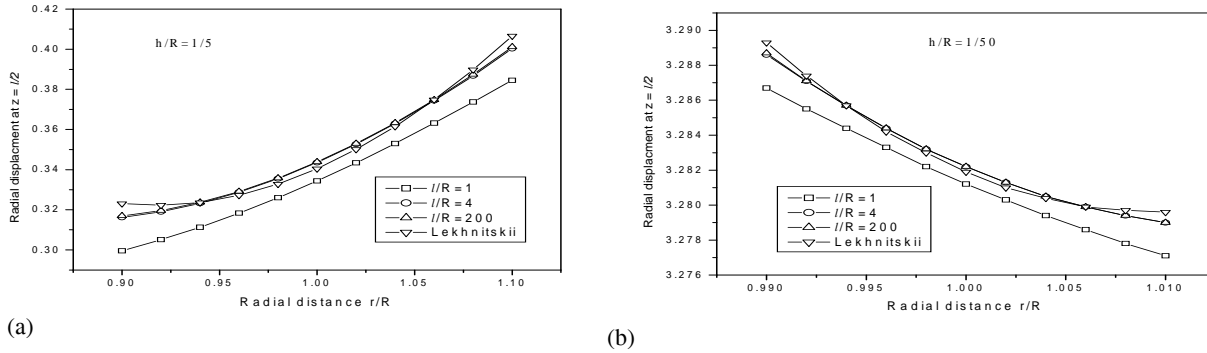 0.42
0.40
0.38
0.36
0.34
0.32
0.30
Radial displacment at z = l/2
h/R = 1/5
l/R = 1
l/R = 4
l/R = 200
Lekhnitskii
0.90
0.95
1.00
1.05
1.10
Radial distance r/R
(a)
3.290
3.288
3.286
3.284
3.282
3.280
3.278
3.276
Radial displacment at z = l/2
h/R = 1/50
l/R = 1
l/R = 4
l/R = 200
Lekhnitskii
0.990
0.995
1.000
1.005
1.010
Radial distance r/R
(b)